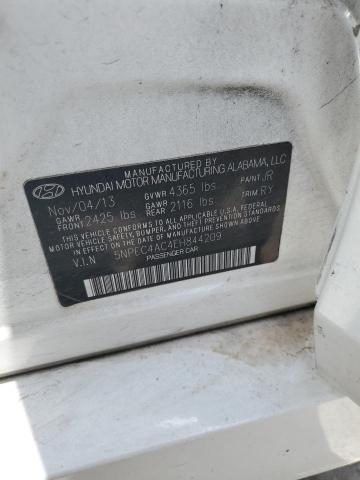 MANUFACTURED BY
HYUNDAI MOTOR MANUFACTURING ALABAMA, LLC
Nov/04/13 GVWR 4365 lbs PAINT JR
GAWR FRONT 2425 lbs GAWR REAR 2116 lbs TRIM RY
THIS VEHICLE CONFORMS TO ALL APPLICABLE U.S.A. FEDERAL
MOTOR VEHICLE SAFETY, BUMPER, AND THEFT PREVENTION
STANDARDS IN EFFECT ON THE DATE OF MANUFACTURE SHOWN ABOVE.
V.I.N 5NPEC4AC4EH844209
PASSENGER CAR